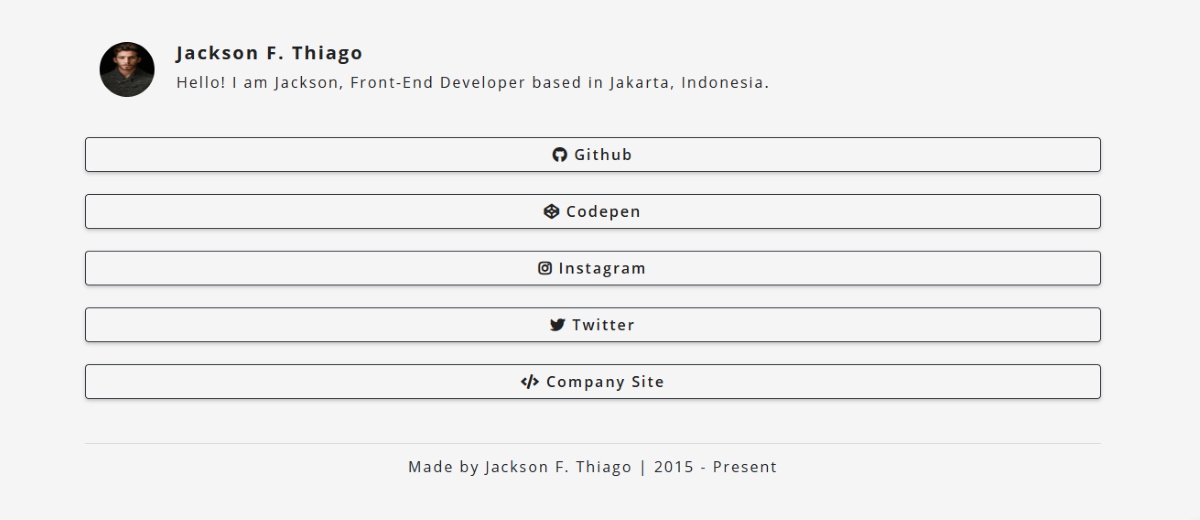 Jackson F. Thiago
Hello! I am Jackson, Front-End Developer based in Jakarta, Indonesia.
Github
Codepen
Instagram
Twitter
Company Site
Made by Jackson F. Thiago | 2015 - Present